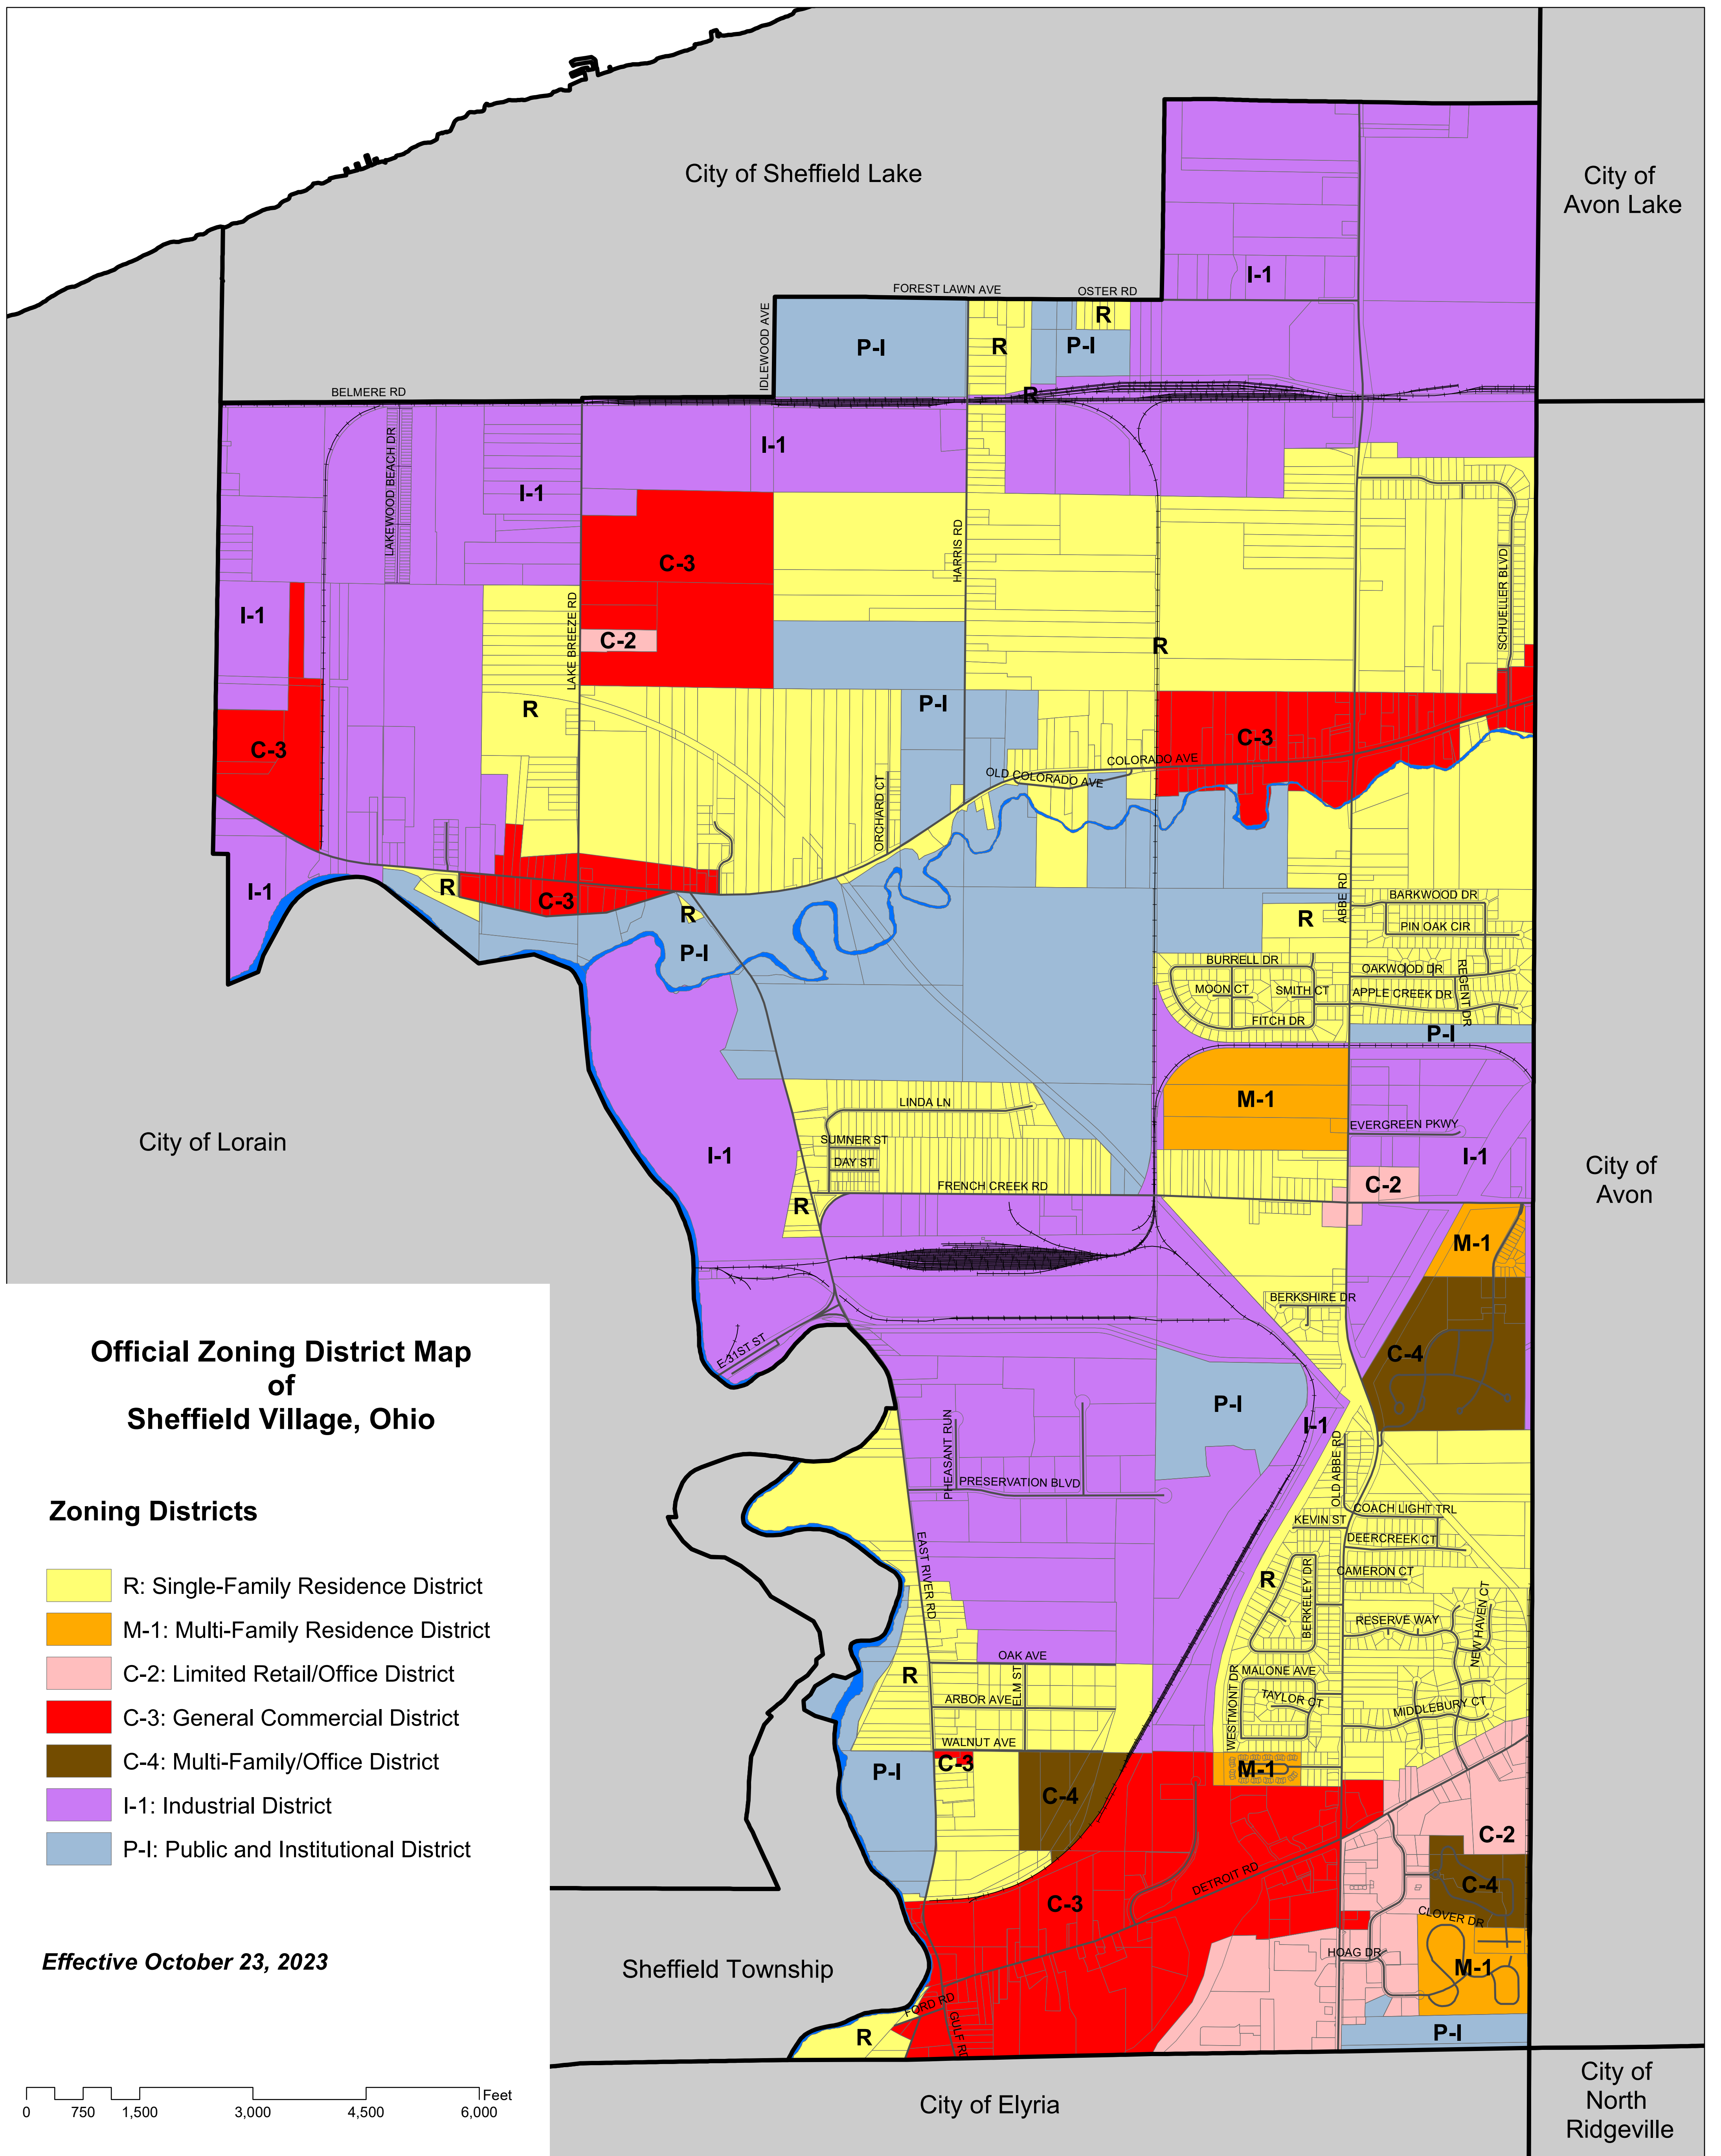 City of Sheffield Lake
City of
Avon Lake
I-1
FOREST LAWN AVE
OSTER RD
IDLEWOOD AVE
P-I
R
R
P-I
R
BELMERE RD
LAKEWOOD BEACH DR
I-1
I-1
C-3
HARRIS RD
SCHUELLER BLVD
I-1
LAKE BREEZE RD
C-2
R
R
P-I
C-3
C-3
COLORADO AVE
OLD COLORADO AVE
ORCHARD CT
I-1
R
C-3
R
P-I
ABBE RD
R
BARKWOOD DR
PIN OAK CIR
BURRELL DR
OAKWOOD DR
REGENT DR
MOON CT
SMITH CT
APPLE CREEK DR
FITCH DR
P-I
M-1
LINDA LN
EVERGREEN PKWY
SUMNER ST
DAY ST
I-1
I-1
C-2
FRENCH CREEK RD
R
City of Lorain
City of
Avon
M-1
BERKSHIRE DR
E 31ST ST
C-4
P-I
I-1
PHEASANT RUN
PRESERVATION BLVD
OLD ABBE RD
COACH LIGHT TRL
KEVIN ST
DEERCREEK CT
CAMERON CT
EAST RIVER RD
R
BERKELEY DR
RESERVE WAY
NEW HAVEN CT
OAK AVE
R
ELM ST
ARBOR AVE
MALONE AVE
WESTMONT DR
TAYLOR CT
MIDDLEBURY CT
WALNUT AVE
P-I
C-3
C-4
M-1
C-2
C-4
DETROIT RD
C-3
CLOVER DR
HOAG DR
M-1
FORD RD
GULF RD
R
P-I
Sheffield Township
City of Elyria
City of
North
Ridgeville
Official Zoning District Map
of
Sheffield Village, Ohio
Zoning Districts
R: Single-Family Residence District
M-1: Multi-Family Residence District
C-2: Limited Retail/Office District
C-3: General Commercial District
C-4: Multi-Family/Office District
I-1: Industrial District
P-I: Public and Institutional District
Effective October 23, 2023
Feet
0 750 1,500 3,000 4,500 6,000